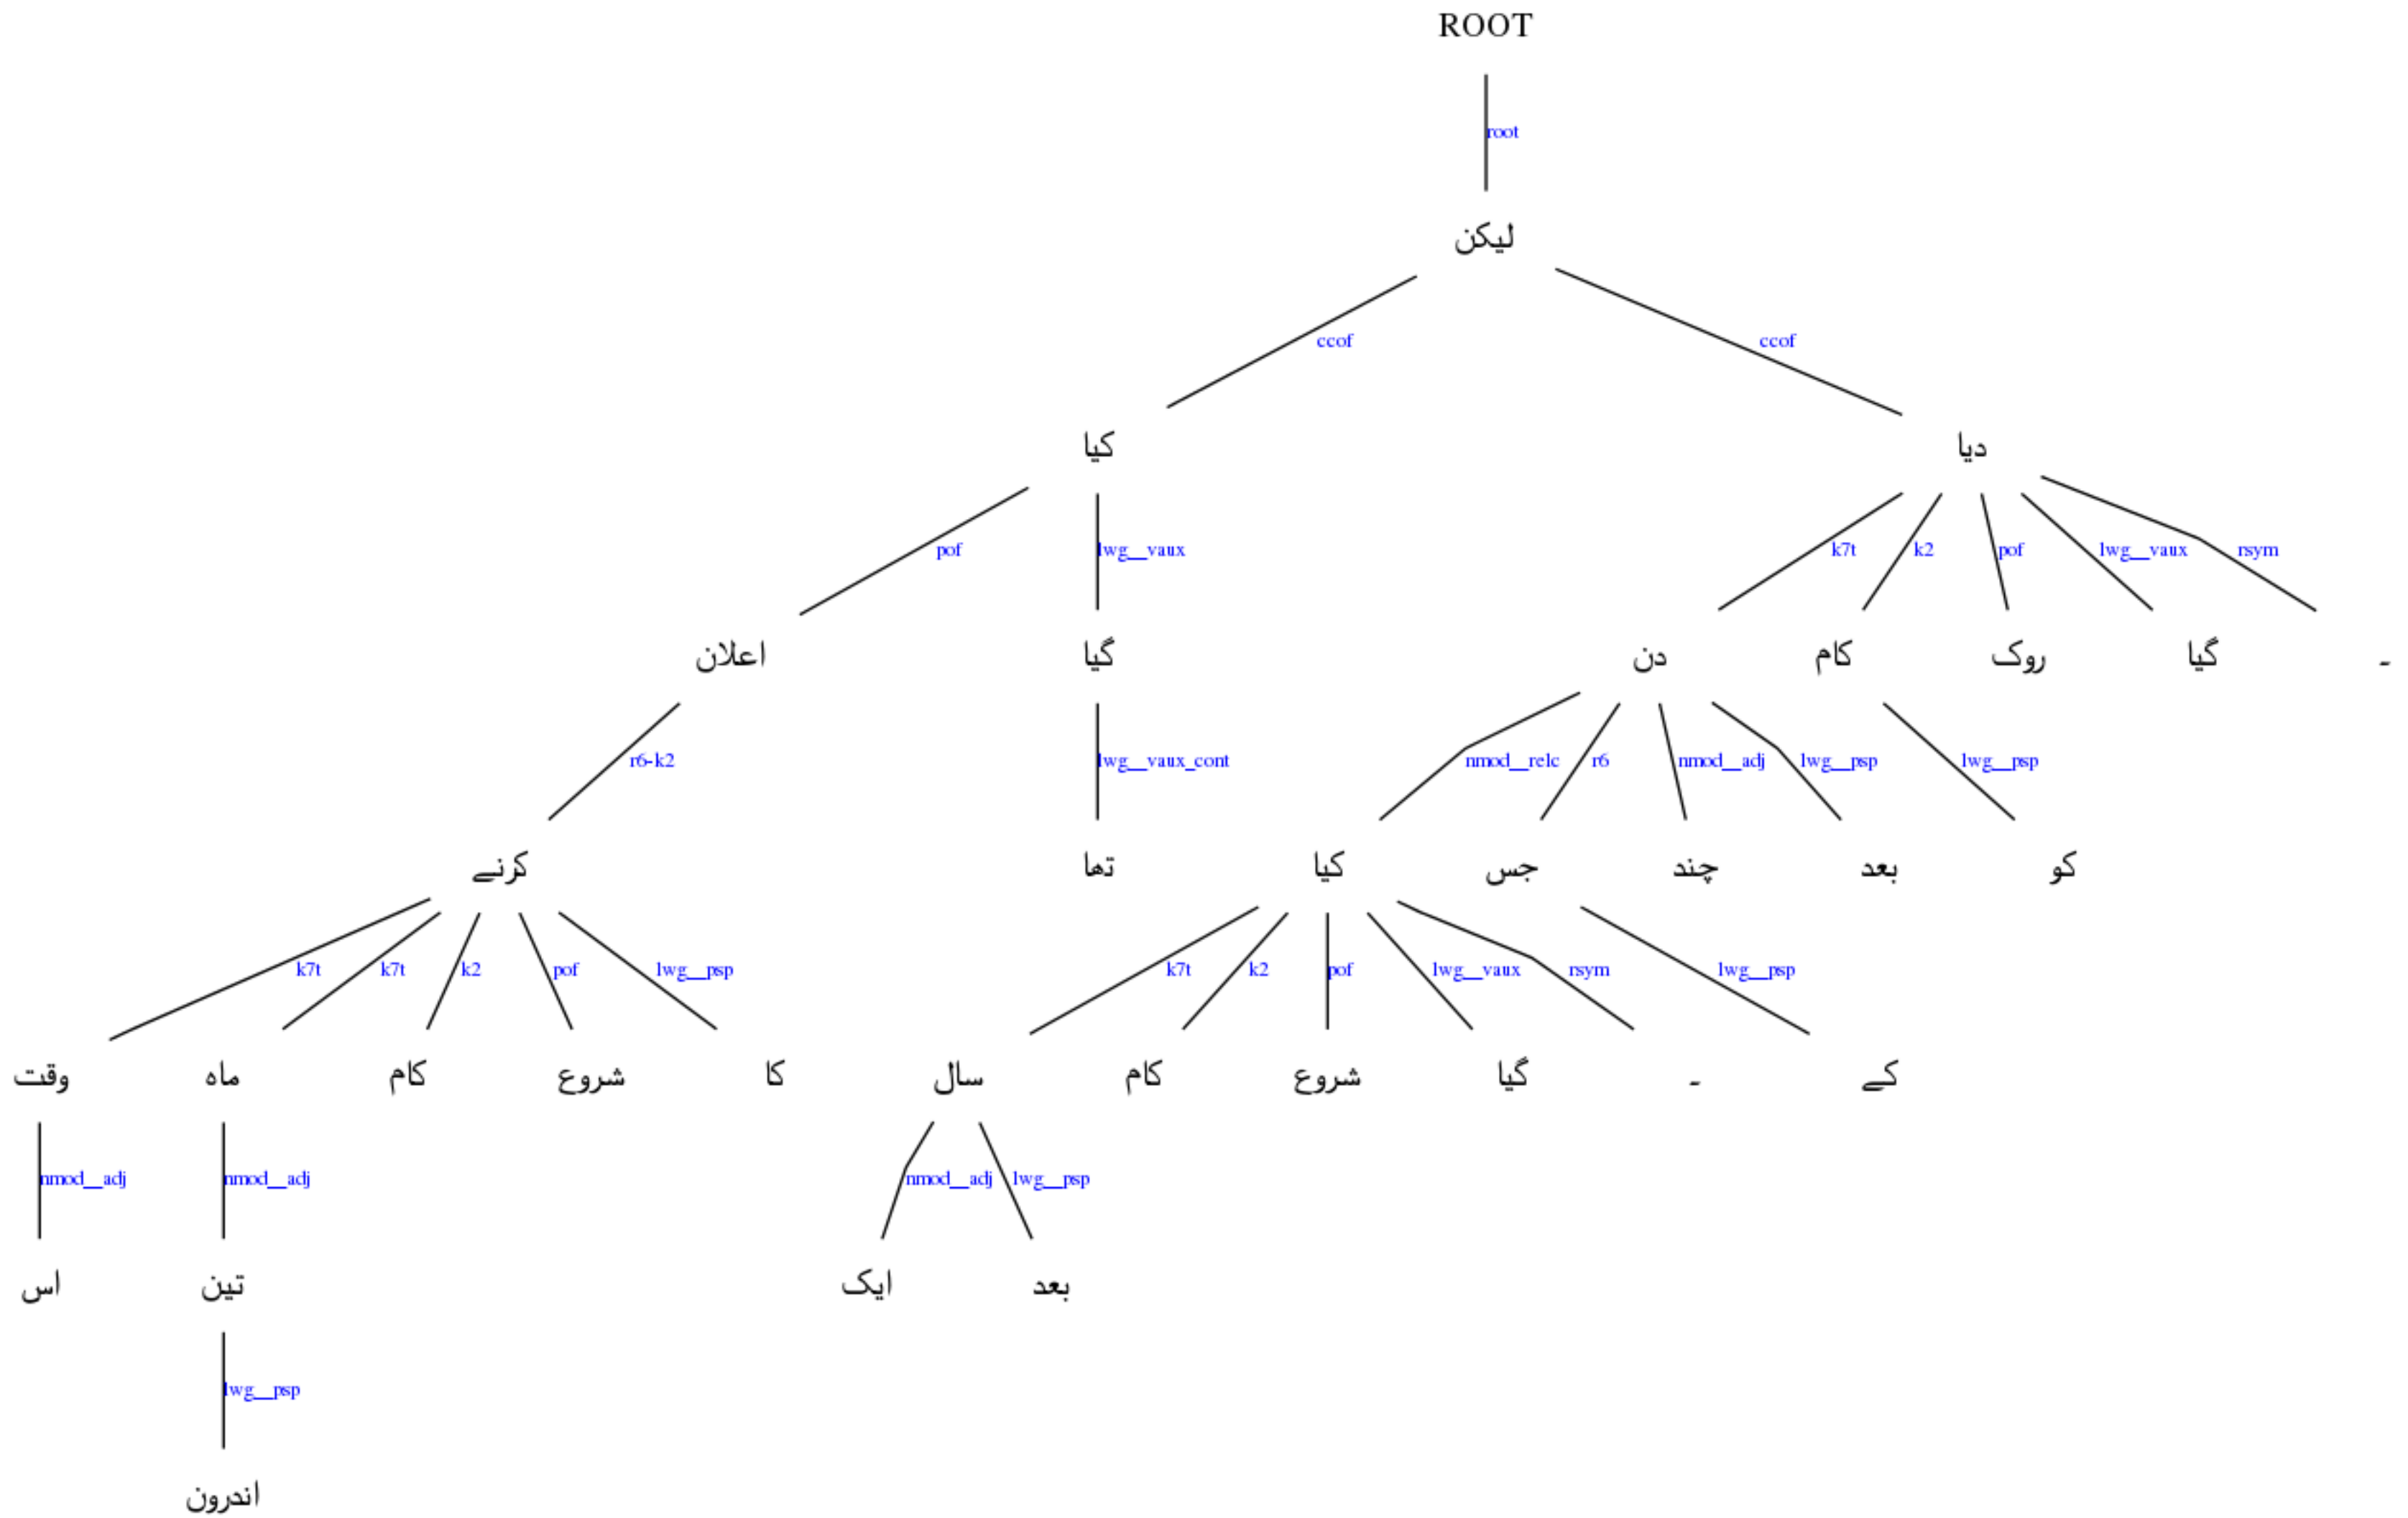 ROOT
root
لیکن
ccof ccof
کیا دیا
pof lwg__vaux k7t k2 pof lwg__vaux rsym
اعلان گیا دن کام روک گیا ۔
r6-k2 lwg__vaux_cont nmod__relc r6 nmod__adj lwg__psp lwg__psp
کرنے تھا کیا جس چند بعد کو
k7t k7t k2 pof lwg__psp k7t k2 pof lwg__vaux rsym lwg__psp
وقت ماہ کام شروع کا سال کام شروع گیا ۔ کے
nmod__adj nmod__adj nmod__adj lwg__psp
اس تین ایک بعد
lwg__psp
اندرون